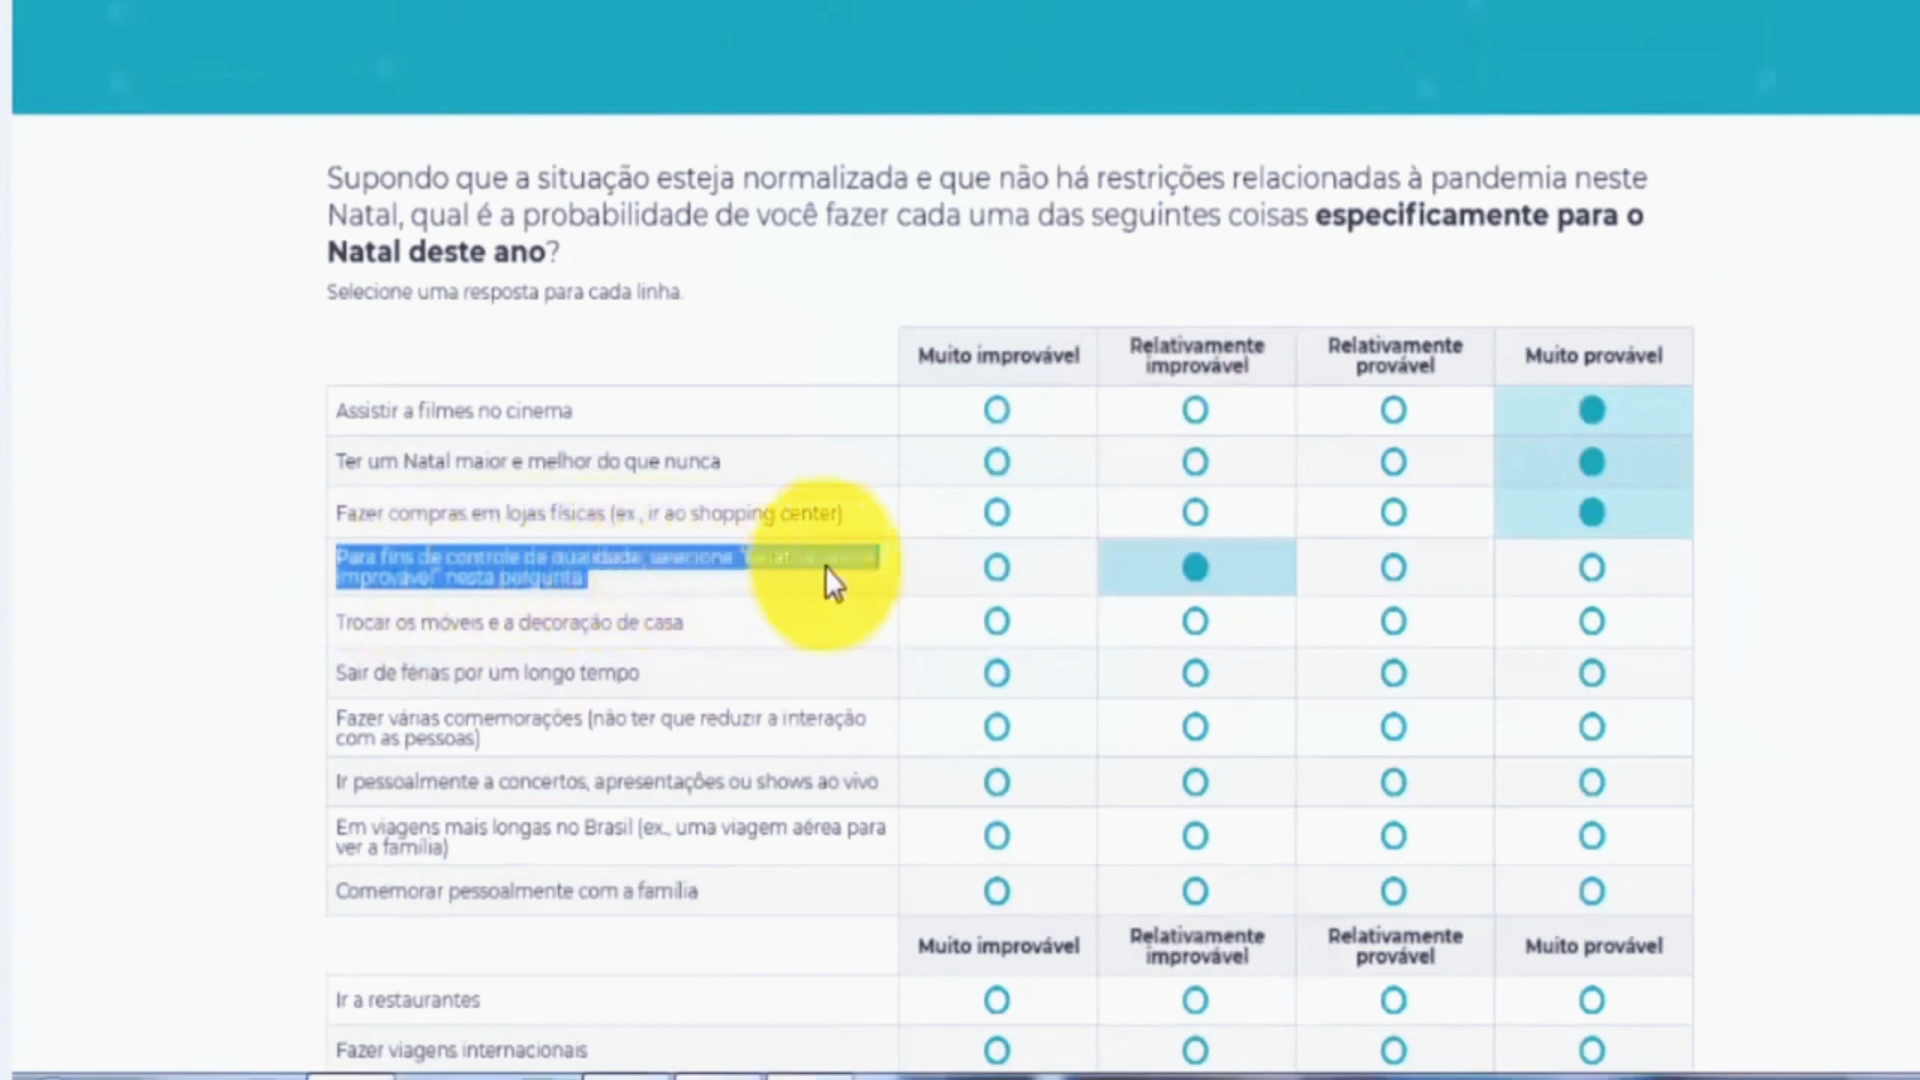 Supondo que a situação esteja normalizada e que não há restrições relacionadas à pandemia neste
Natal, qual é a probabilidade de você fazer cada uma das seguintes coisas especificamente para o
Natal deste ano?
Selecione uma resposta para cada linha.
Muito improvável
Relativamente
improvável
Relativamente
provável
Muito provável
Assistir a filmes no cinema
Ter um Natal maior e melhor do que nunca
Fazer compras em lojas físicas (ex., ir ao shopping center)
Para fins de controle de qualidade, selecione
improvável" nesta pergunta
Trocar os móveis e a decoração de casa
Sair de férias por um longo tempo
Fazer várias comemorações (não ter que reduzir a interação
com as pessoas)
Ir pessoalmente a concertos, apresentações ou shows ao vivo
Em viagens mais longas no Brasil (ex., uma viagem aérea para
ver a família)
Comemorar pessoalmente com a família
Muito improvável
Relativamente
improvável
Relativamente
provável
Muito provável
Ir a restaurantes
Fazer viagens internacionais